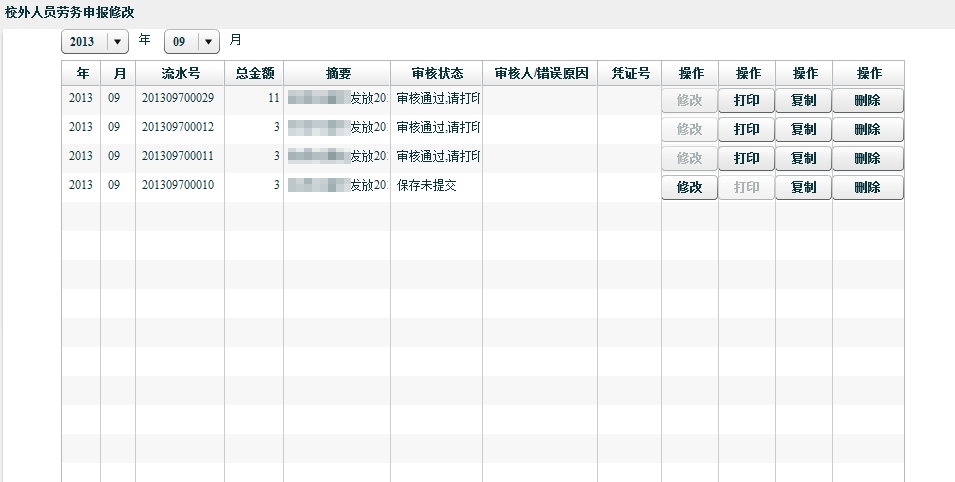 校外人员劳务申报修改
2013 年 09 月
年 月 流水号 总金额 摘要 审核状态 审核人/错误原因 凭证号 操作 操作 操作 操作
2013 09 201309700029 11 发放20 审核通过,请打印 修改 打印 复制 删除
2013 09 201309700012 3 发放20 审核通过,请打印 修改 打印 复制 删除
2013 09 201309700011 3 发放20 审核通过,请打印 修改 打印 复制 删除
2013 09 201309700010 3 发放20 保存未提交 修改 打印 复制 删除